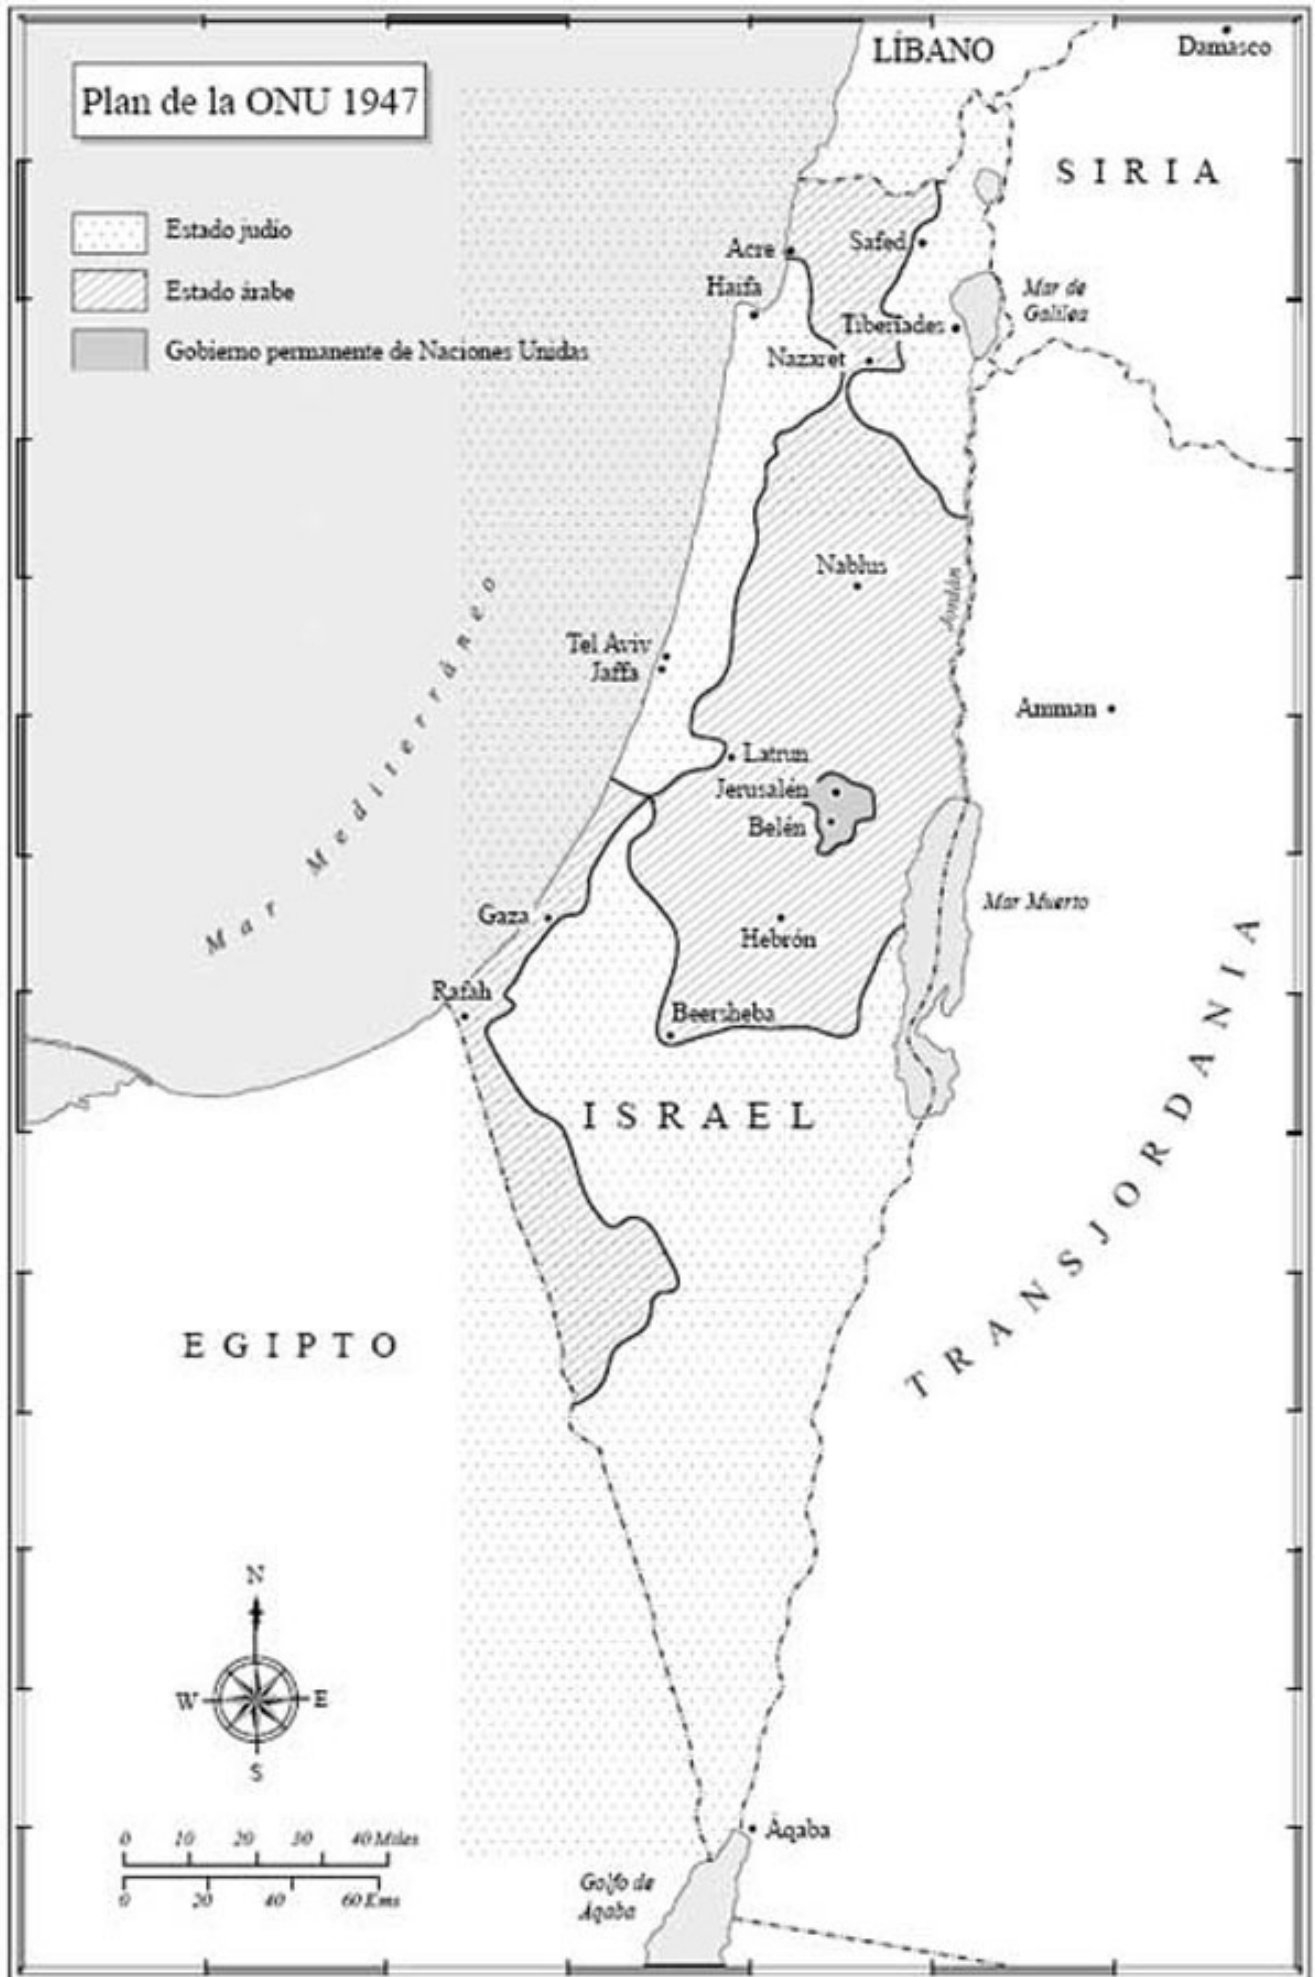 Plan de la ONU 1947
Estado judío
Estado árabe
Gobierno permanente de Naciones Unidas
LÍBANO
Damasco
SIRIA
Acre
Safed
Haifa
Mar de
Galilea
Tiberíades
Nazaret
Nablus
Jordán
Mar Mediterráneo
Tel Aviv
Jaffa
Amman
Latrun
Jerusalén
Belén
Mar Muerto
Gaza
Hebrón
Rafah
Beersheba
ISRAEL
TRANSJORDANIA
EGIPTO
N
W E
S
0 10 20 30 40 Miles
0 20 40 60 Kms
Áqaba
Golfo de
Áqaba